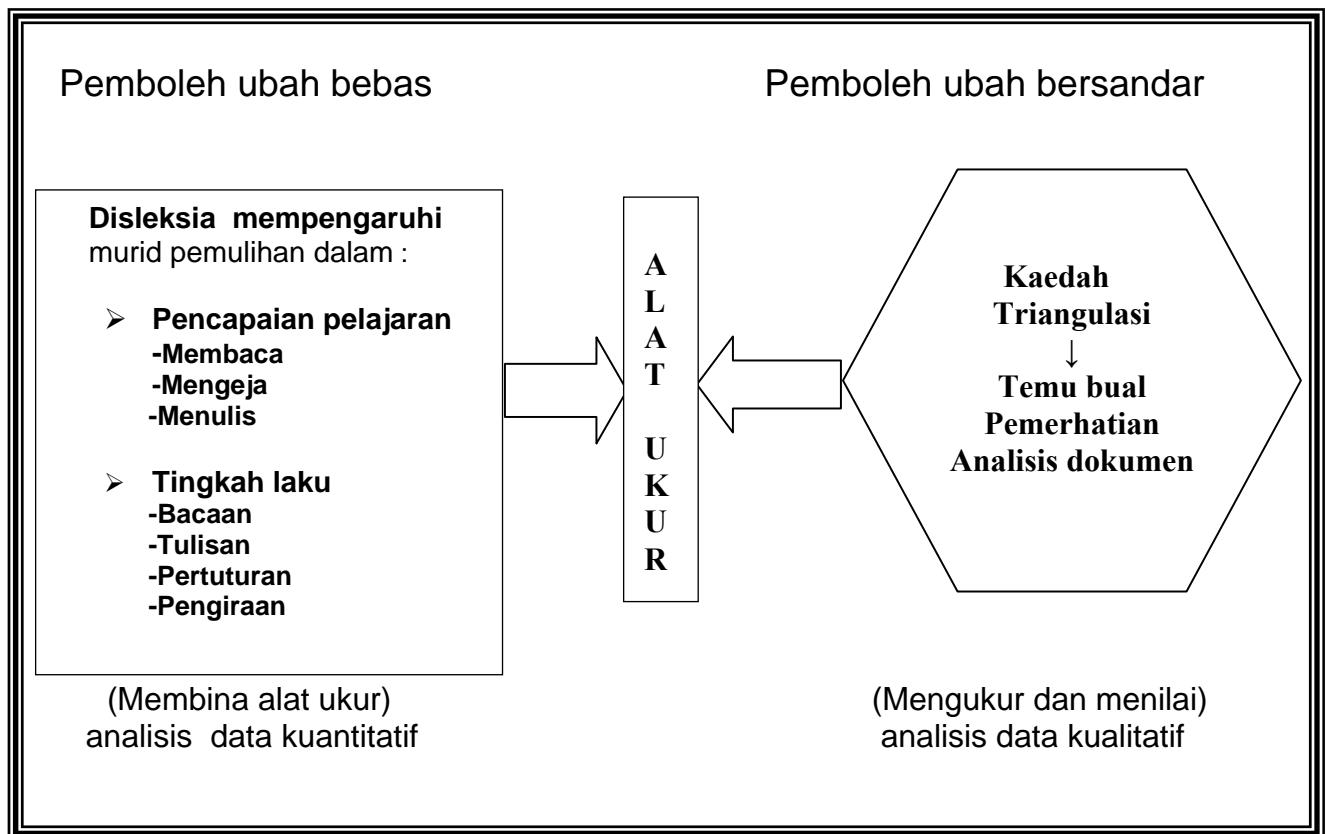 Pemboleh ubah bebas
Pemboleh ubah bersandar
Disleksia mempengaruhi
murid pemulihan dalam :
➢ Pencapaian pelajaran
-Membaca
-Mengeja
-Menulis
➢ Tingkah laku
-Bacaan
-Tulisan
-Pertuturan
-Pengiraan
(Membina alat ukur)
analisis data kuantitatif
A
L
A
T
U
K
U
R
Kaedah
Triangulasi
↓
Temu bual
Pemerhatian
Analisis dokumen
(Mengukur dan menilai)
analisis data kualitatif